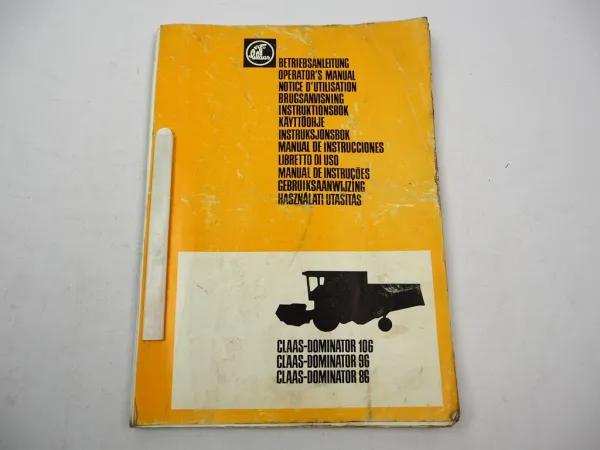 CLAAS
BETRIEBSANLEITUNG
OPERATOR'S MANUAL
NOTICE D'UTILISATION
BRUGSANVISNING
INSTRUKTIONSBOK
KÄYTTÖOHJE
INSTRUKSJONSBOK
MANUAL DE INSTRUCCIONES
LIBRETTO DI USO
MANUAL DE INSTRUÇÕES
GEBRUIKSAANWIJZING
HASZNÁLATI UTASÍTÁS
CLAAS-DOMINATOR 106
CLAAS-DOMINATOR 96
CLAAS-DOMINATOR 86